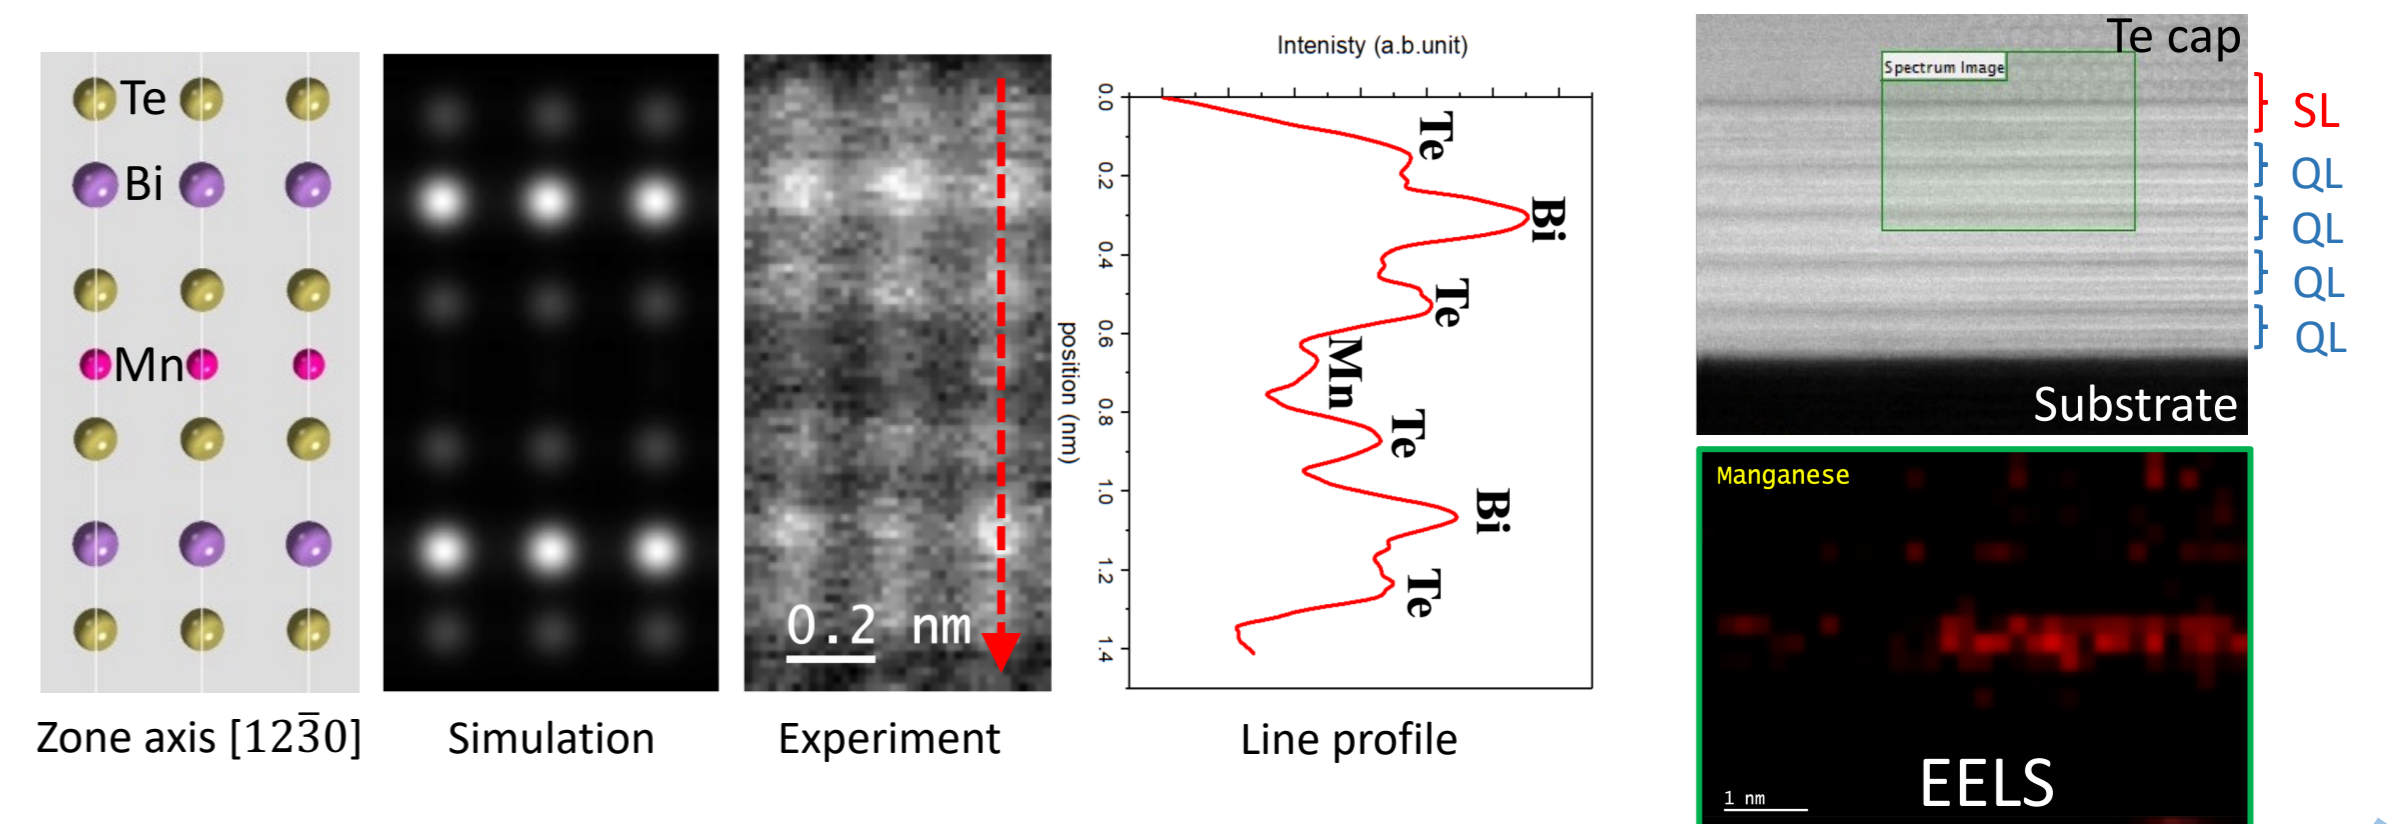 Te
Bi
Mn
Zone axis [123̅0]
Simulation
0.2 nm
Experiment
Intenisty (a.b.unit)
0.0
0.2
0.4
0.6
0.8
1.0
1.2
1.4
position (nm)
Te
Bi
Te
Mn
Te
Bi
Te
Line profile
Te cap
Spectrum Image
SL
QL
QL
QL
QL
Substrate
Manganese
1 nm
EELS